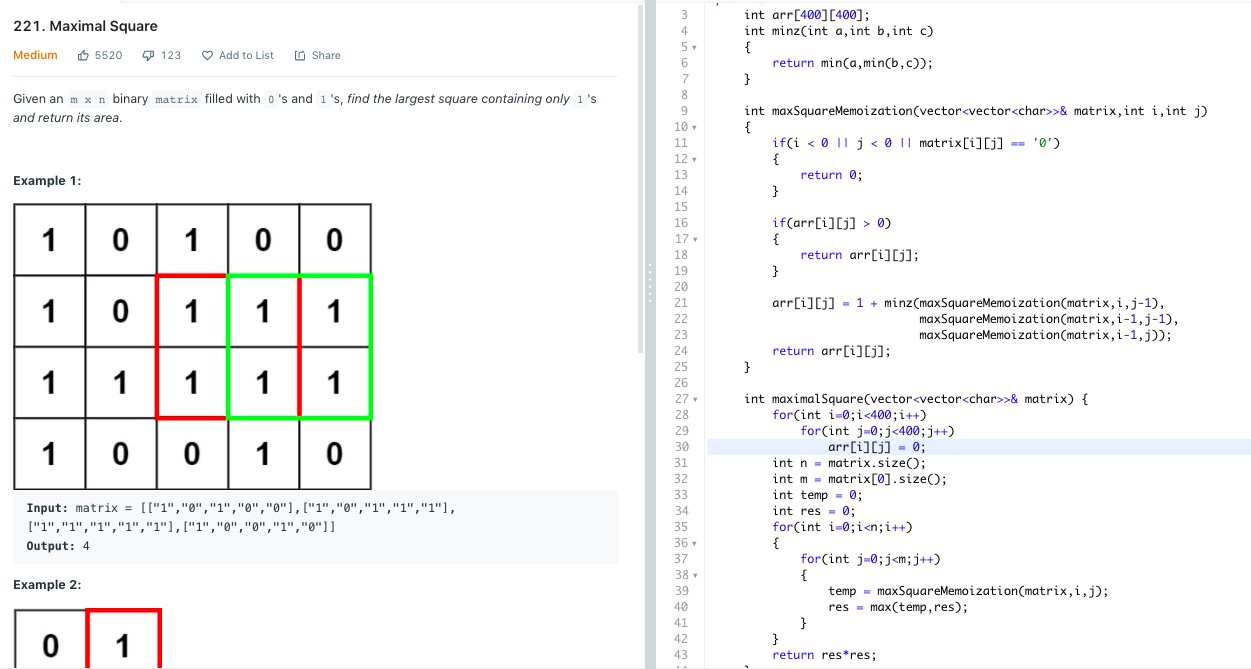 221. Maximal Square
Medium 5520 123 Add to List Share
Given an m x n binary matrix filled with 0 's and 1 's, find the largest square containing only 1 's
and return its area.
Example 1:
1 0 1 0 0
1 0 1 1 1
1 1 1 1 1
1 0 0 1 0
Input: matrix = [["1","0","1","0","0"],["1","0","1","1","1"],
["1","1","1","1","1"],["1","0","0","1","0"]]
Output: 4
Example 2:
0 1
3 int arr[400][400];
4 int minz(int a,int b,int c)
5 {
6 return min(a,min(b,c));
7 }
8
9 int maxSquareMemoization(vector<vector<char>>& matrix,int i,int j)
10 {
11 if(i < 0 || j < 0 || matrix[i][j] == '0')
12 {
13 return 0;
14 }
15
16 if(arr[i][j] > 0)
17 {
18 return arr[i][j];
19 }
20
21 arr[i][j] = 1 + minz(maxSquareMemoization(matrix,i,j-1),
22 maxSquareMemoization(matrix,i-1,j-1),
23 maxSquareMemoization(matrix,i-1,j));
24 return arr[i][j];
25 }
26
27 int maximalSquare(vector<vector<char>>& matrix) {
28 for(int i=0;i<400;i++)
29 for(int j=0;j<400;j++)
30 arr[i][j] = 0;
31 int n = matrix.size();
32 int m = matrix[0].size();
33 int temp = 0;
34 int res = 0;
35 for(int i=0;i<n;i++)
36 {
37 for(int j=0;j<m;j++)
38 {
39 temp = maxSquareMemoization(matrix,i,j);
40 res = max(temp,res);
41 }
42 }
43 return res*res;